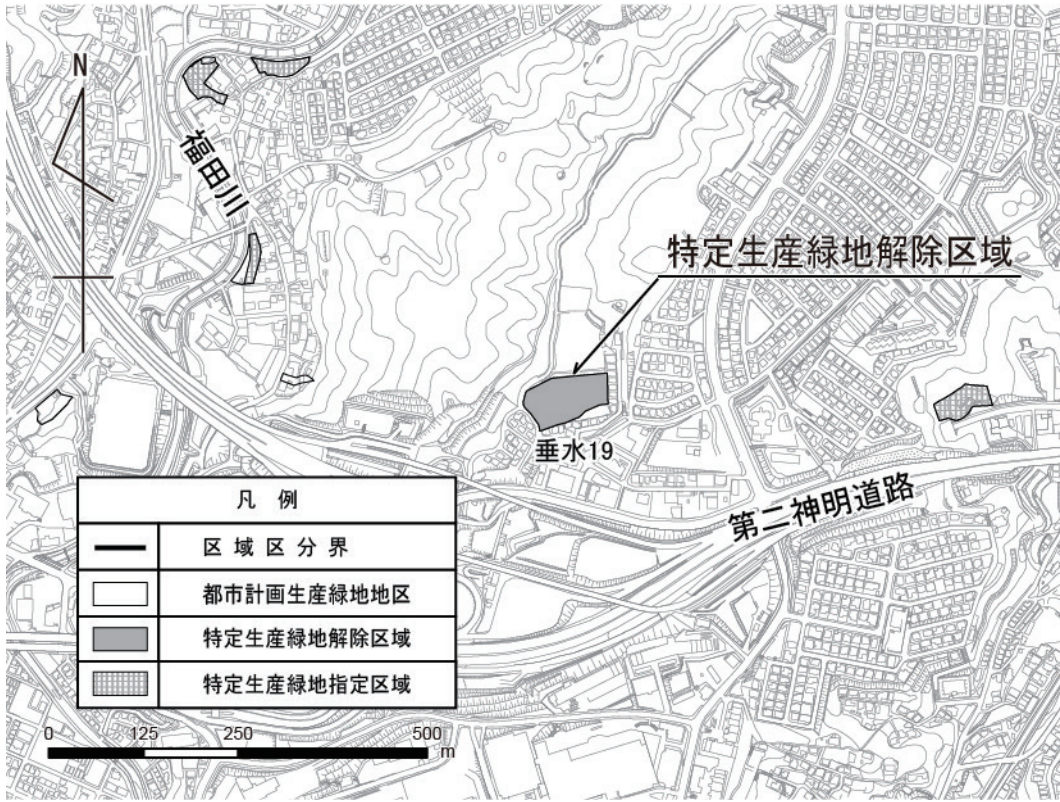 N
福田川
特定生産緑地解除区域
垂水19
第二神明道路
凡 例
区 域 区 分 界
都市計画生産緑地地区
特定生産緑地解除区域
特定生産緑地指定区域
0 125 250 500
m